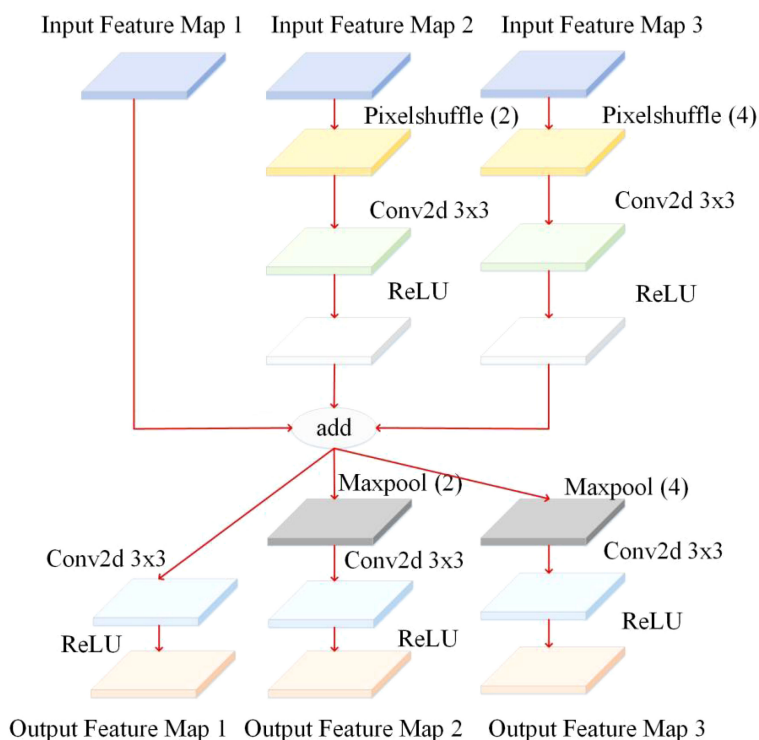 Input Feature Map 1
Input Feature Map 2
Input Feature Map 3
Pixelshuffle (2)
Pixelshuffle (4)
Conv2d 3x3
Conv2d 3x3
ReLU
ReLU
add
Maxpool (2)
Maxpool (4)
Conv2d 3x3
Conv2d 3x3
Conv2d 3x3
ReLU
ReLU
ReLU
Output Feature Map 1
Output Feature Map 2
Output Feature Map 3